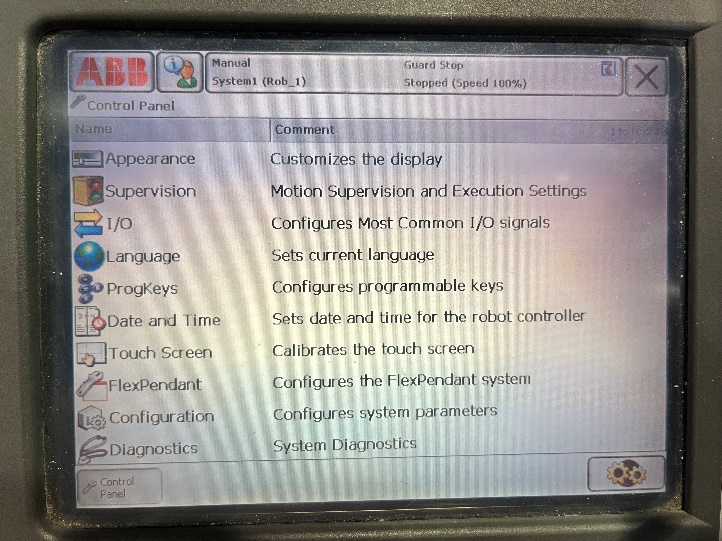 ABB
Manual
System1 (Rob_1)
Guard Stop
Stopped (Speed 100%)
Control Panel
Name Comment
Appearance Customizes the display
Supervision Motion Supervision and Execution Settings
I/O Configures Most Common I/O signals
Language Sets current language
ProgKeys Configures programmable keys
Date and Time Sets date and time for the robot controller
Touch Screen Calibrates the touch screen
FlexPendant Configures the FlexPendant system
Configuration Configures system parameters
Diagnostics System Diagnostics
Control
Panel